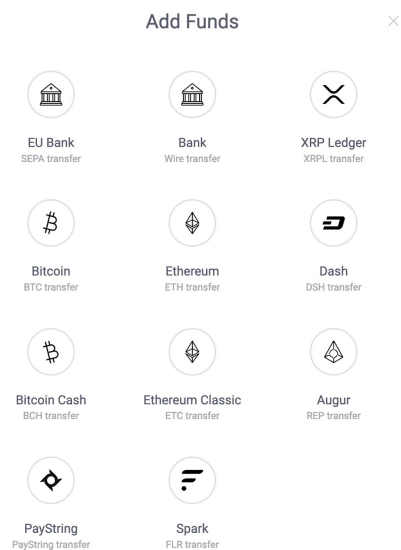 Add Funds
EU Bank
SEPA transfer
Bank
Wire transfer
XRP Ledger
XRPL transfer
Bitcoin
BTC transfer
Ethereum
ETH transfer
Dash
DSH transfer
Bitcoin Cash
BCH transfer
Ethereum Classic
ETC transfer
Augur
REP transfer
PayString
PayString transfer
Spark
FLR transfer